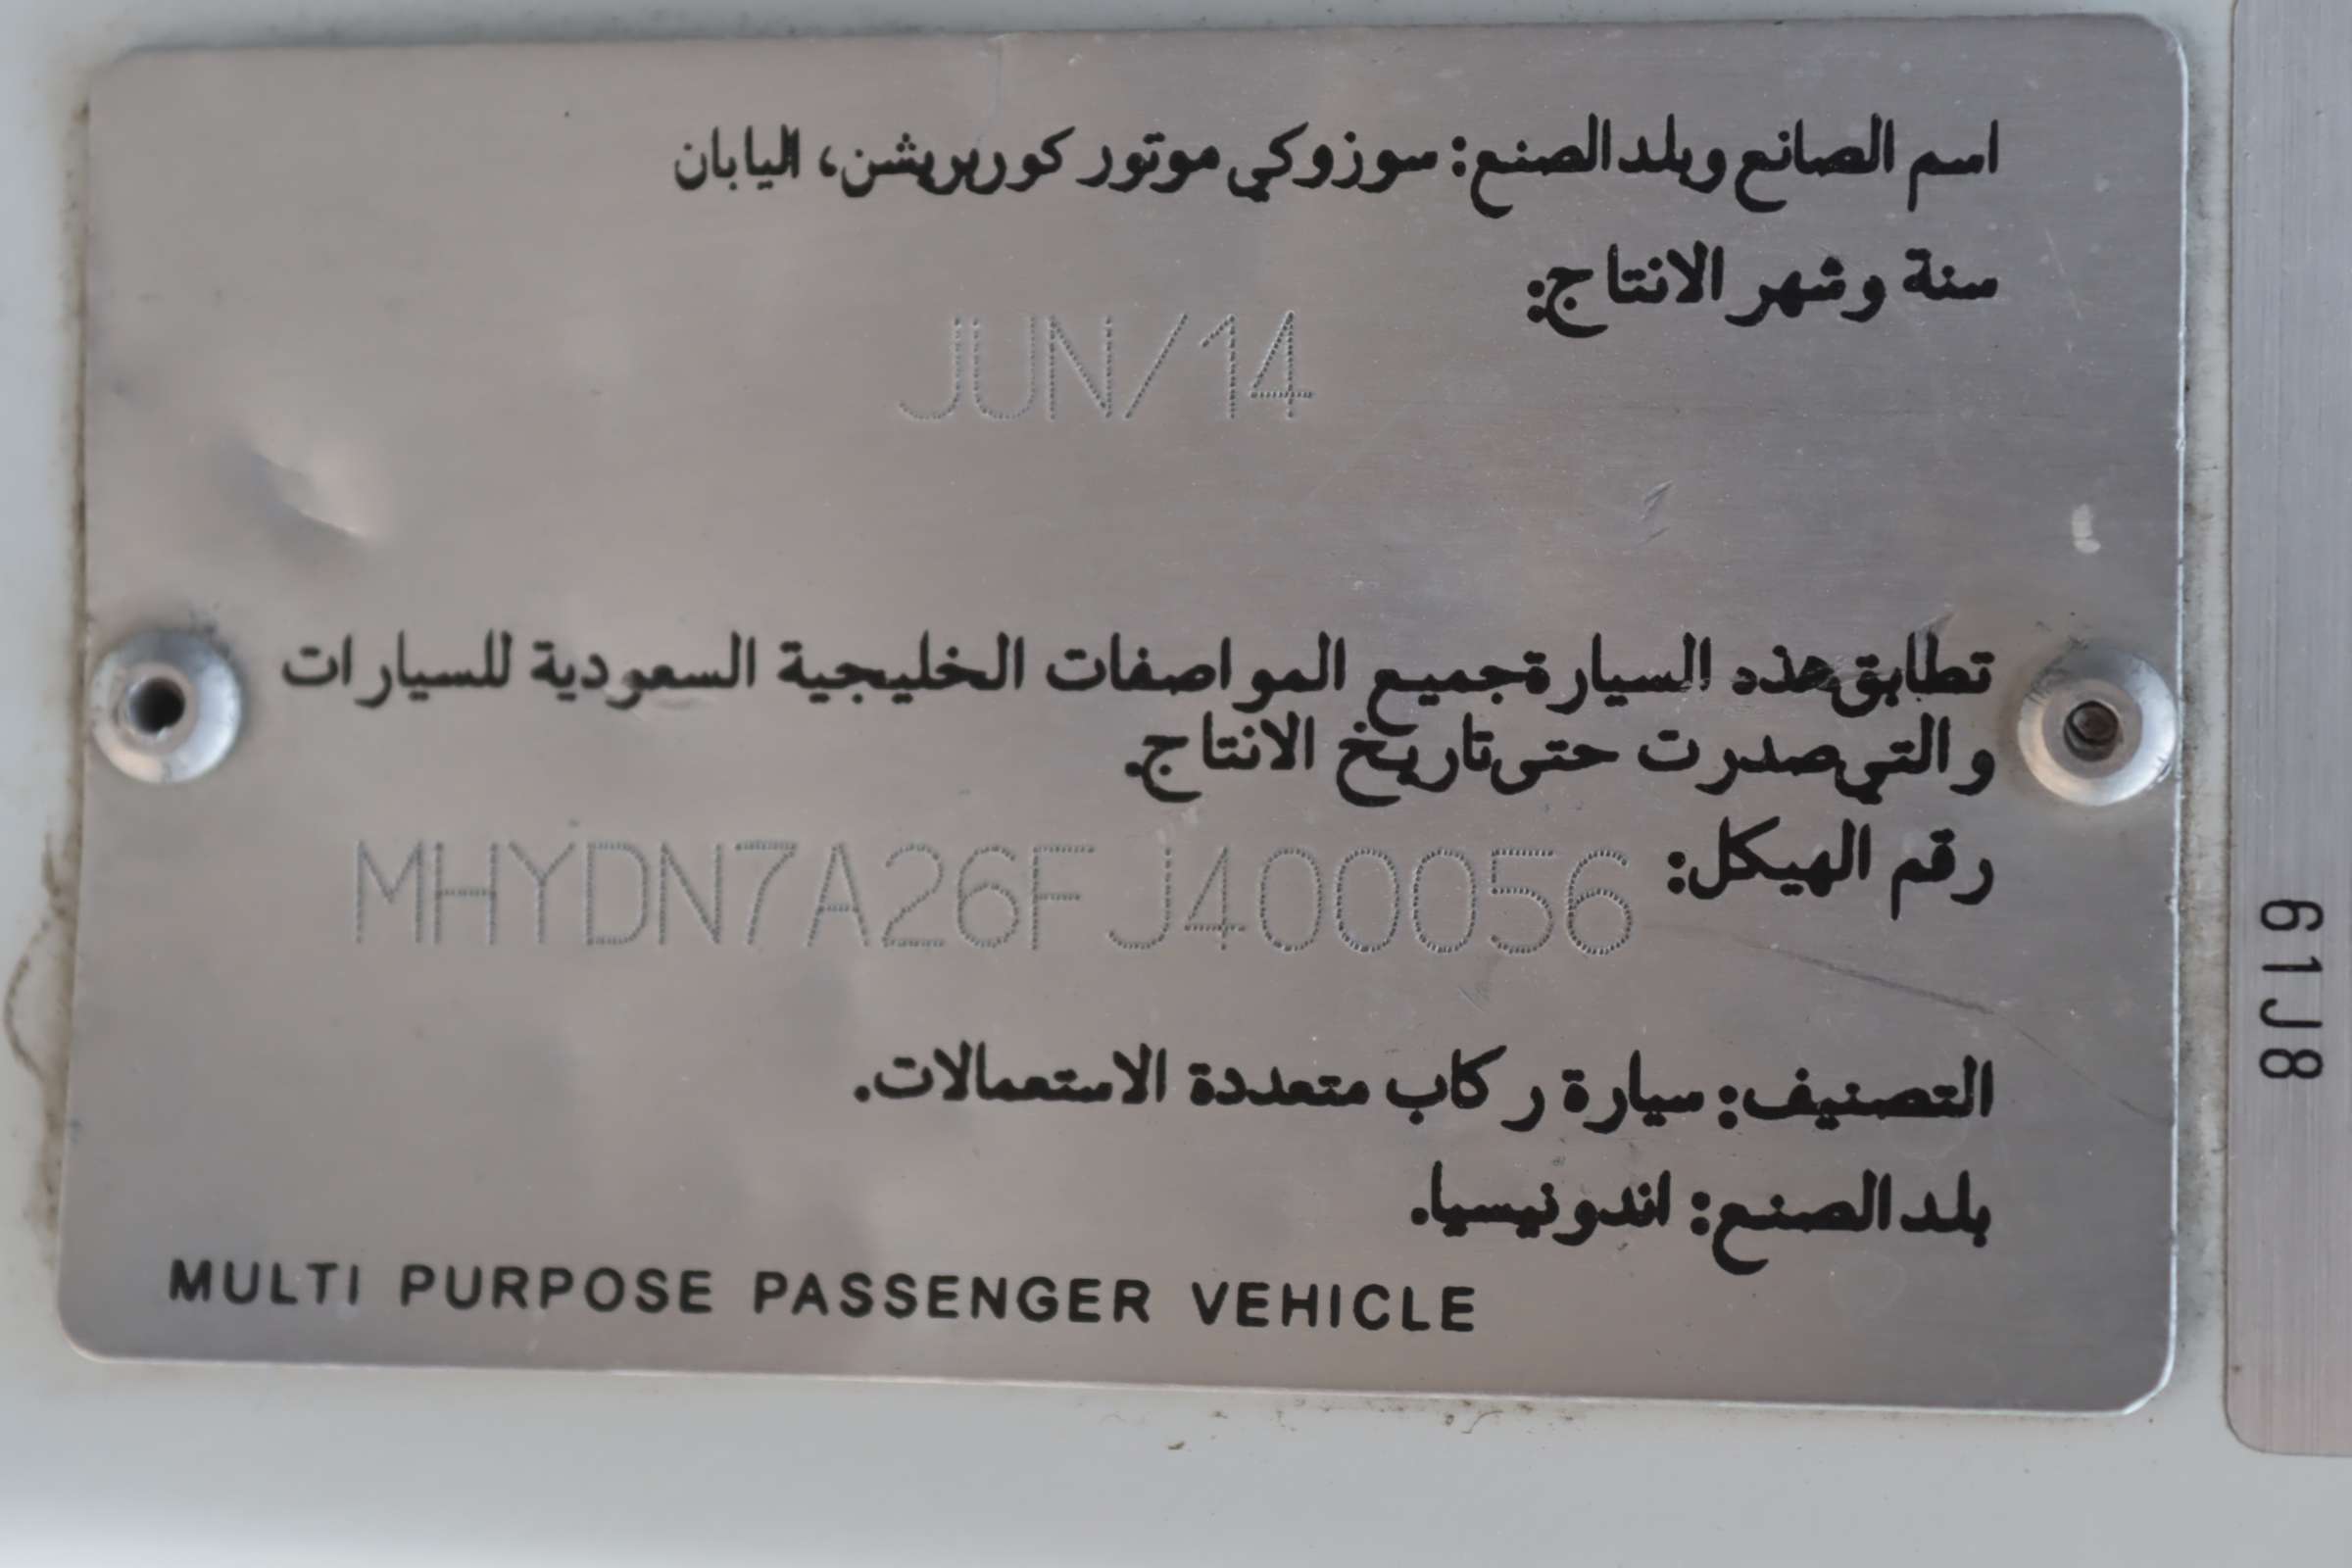 اسم الصانع وبلد الصنع: سوزوكي موتور كوربريشن، اليابان
سنة وشهر الانتاج:
JUN/14
تطابق هذه السيارة جميع المواصفات الخليجية السعودية للسيارات
والتي صدرت حتى تاريخ الانتاج.
رقم الهيكل: MHYDN7A26FJ400056
التصنيف: سيارة ركاب متعددة الاستعمالات.
بلد الصنع: اندونيسيا.
MULTI PURPOSE PASSENGER VEHICLE
61J8